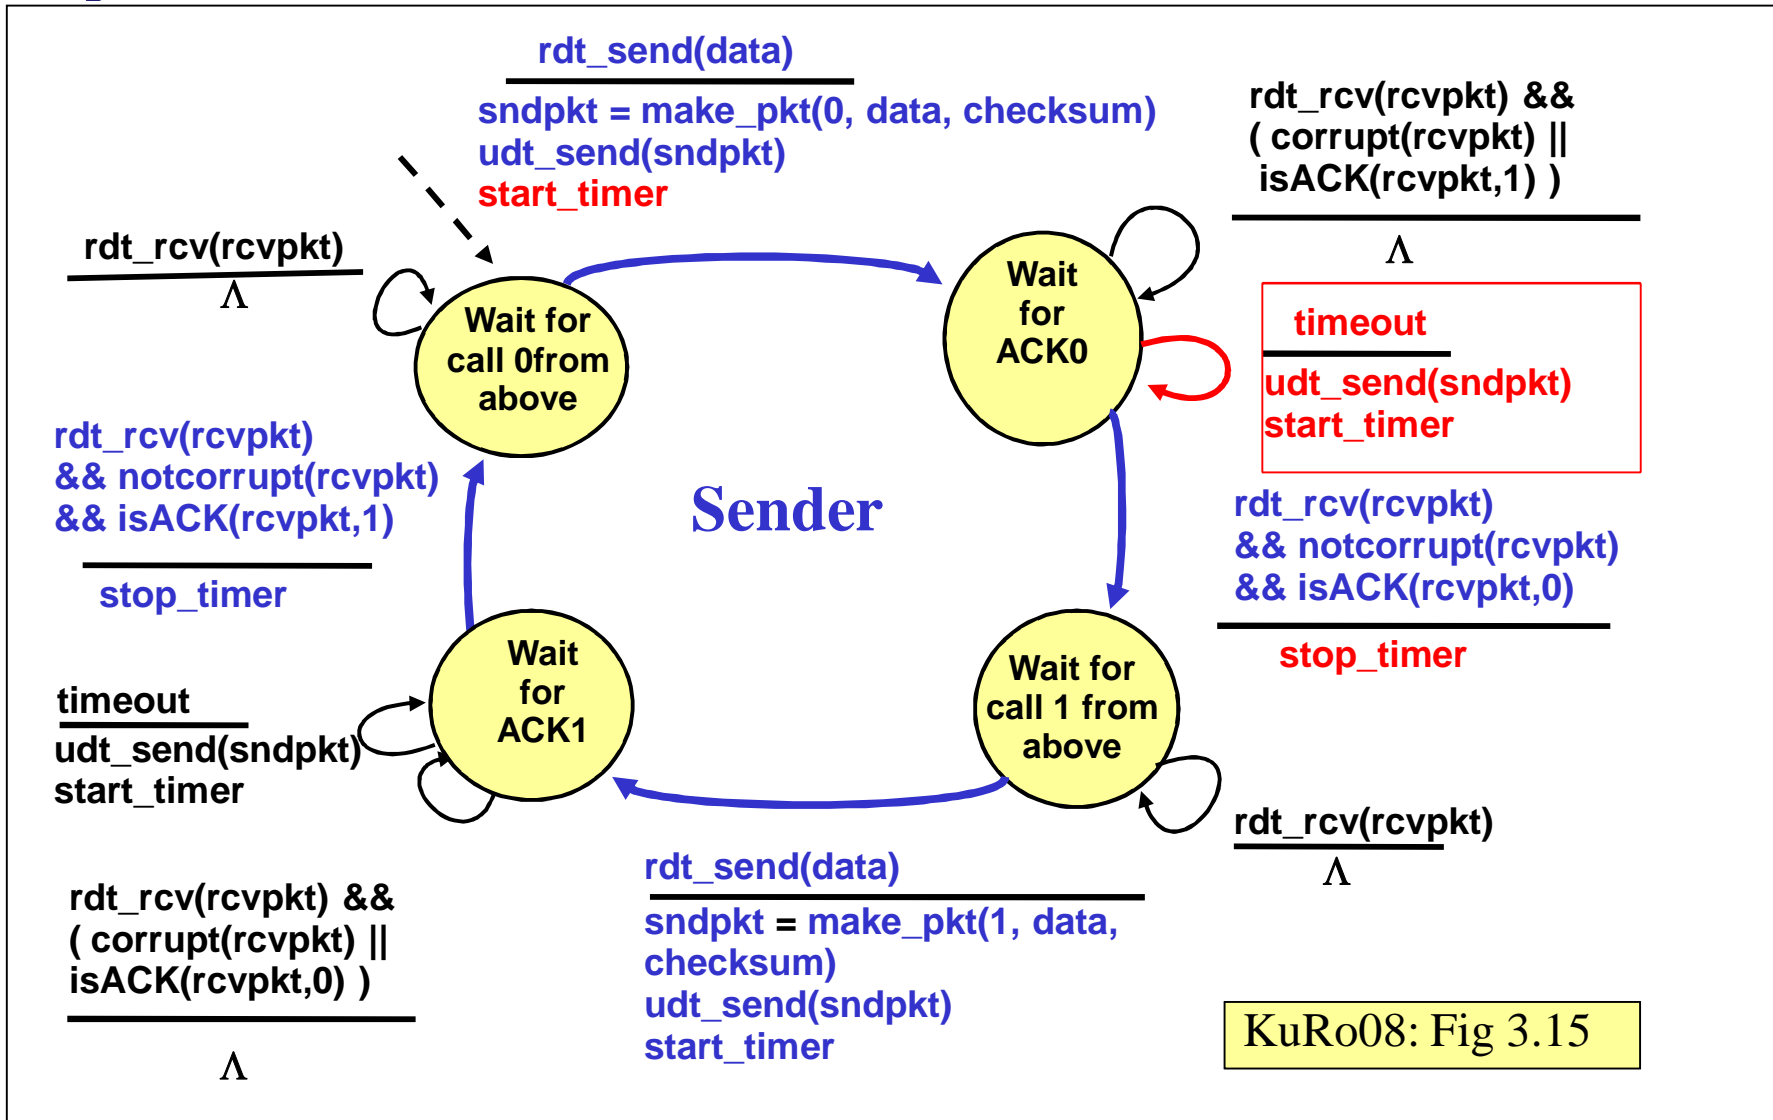 rdt_send(data)
sndpkt = make_pkt(0, data, checksum)
udt_send(sndpkt)
start_timer
rdt_rcv(rcvpkt) &&
( corrupt(rcvpkt) ||
isACK(rcvpkt,1) )
Λ
rdt_rcv(rcvpkt)
Λ
Wait for
call 0from
above
Wait
for
ACK0
timeout
udt_send(sndpkt)
start_timer
rdt_rcv(rcvpkt)
&& notcorrupt(rcvpkt)
&& isACK(rcvpkt,1)
stop_timer
Sender
rdt_rcv(rcvpkt)
&& notcorrupt(rcvpkt)
&& isACK(rcvpkt,0)
stop_timer
Wait
for
ACK1
Wait for
call 1 from
above
timeout
udt_send(sndpkt)
start_timer
rdt_rcv(rcvpkt)
Λ
rdt_rcv(rcvpkt) &&
( corrupt(rcvpkt) ||
isACK(rcvpkt,0) )
Λ
rdt_send(data)
sndpkt = make_pkt(1, data,
checksum)
udt_send(sndpkt)
start_timer
KuRo08: Fig 3.15